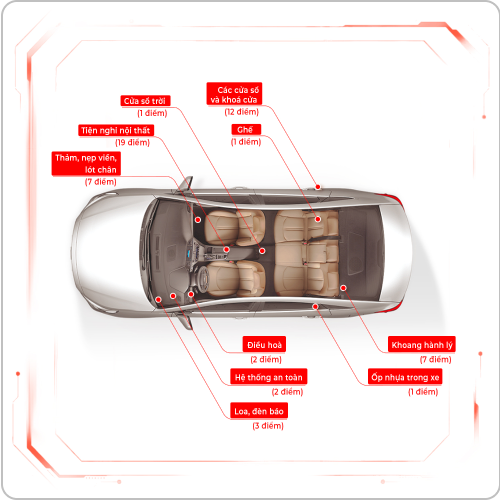 Các cửa sổ
và khoá cửa
(12 điểm)
Cửa sổ trời
(1 điểm)
Tiện nghi nội thất
(19 điểm)
Ghế
(1 điểm)
Thảm, nẹp viền,
lót chân
(7 điểm)
Điều hoà
(2 điểm)
Khoang hành lý
(7 điểm)
Hệ thống an toàn
(2 điểm)
Ốp nhựa trong xe
(1 điểm)
Loa, đèn báo
(3 điểm)